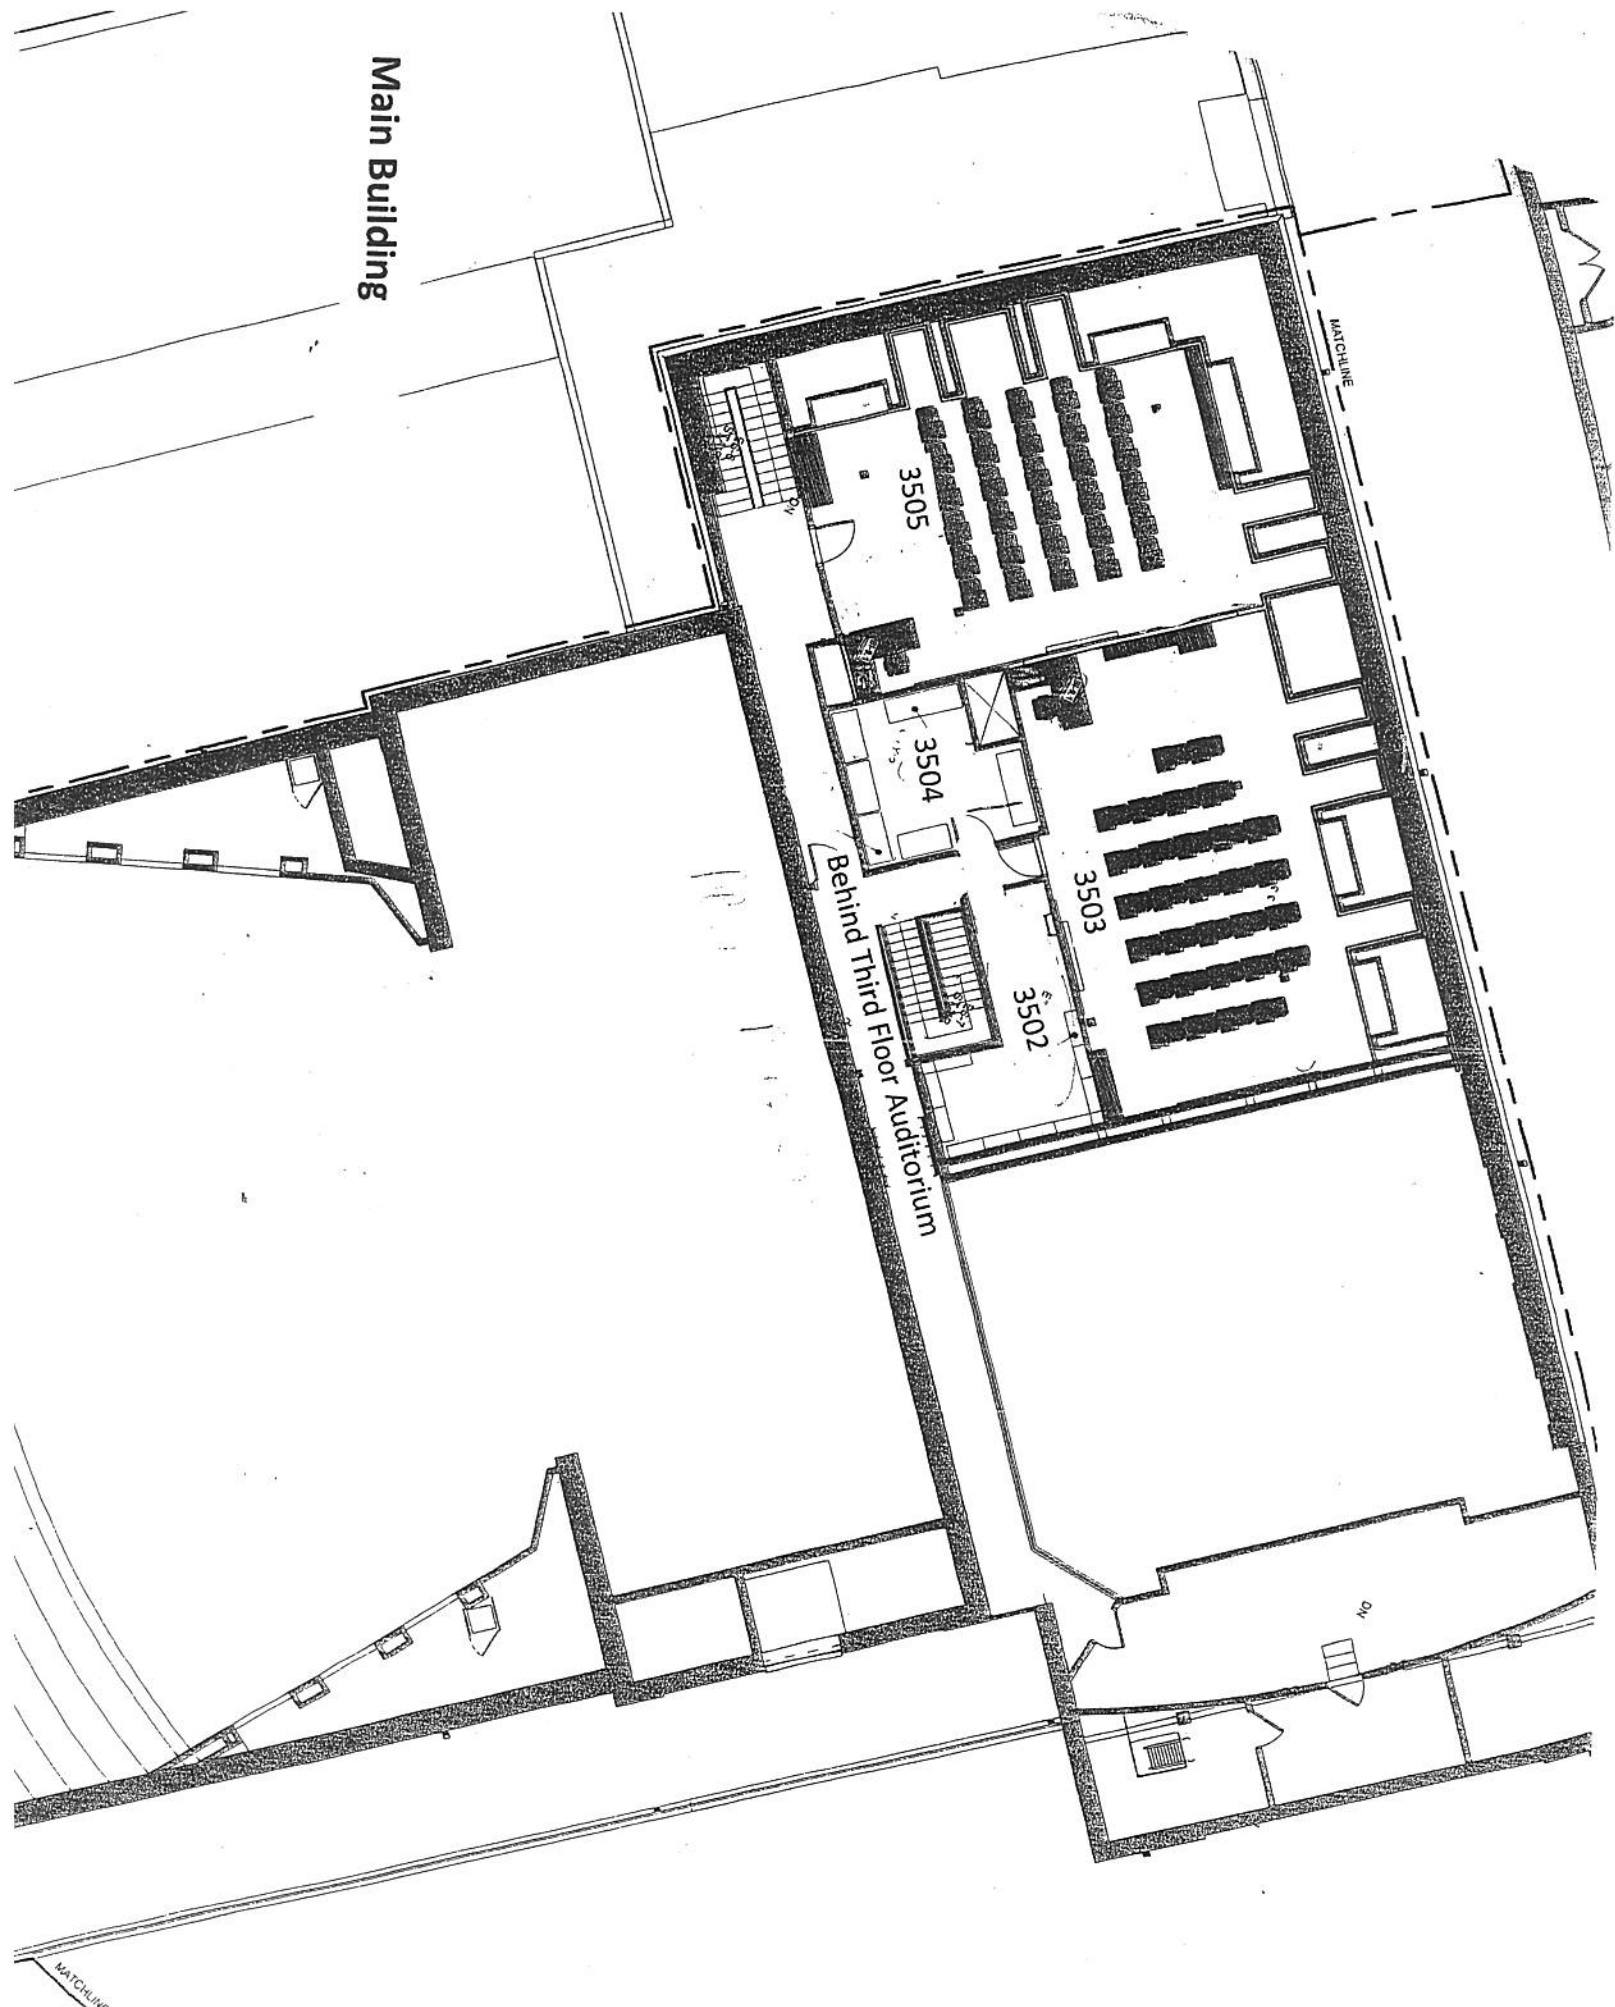 Main Building
MATCHLINE
3505
DN
3504
3503
3502
Behind Third Floor Auditorium
DN
MATCHLINE